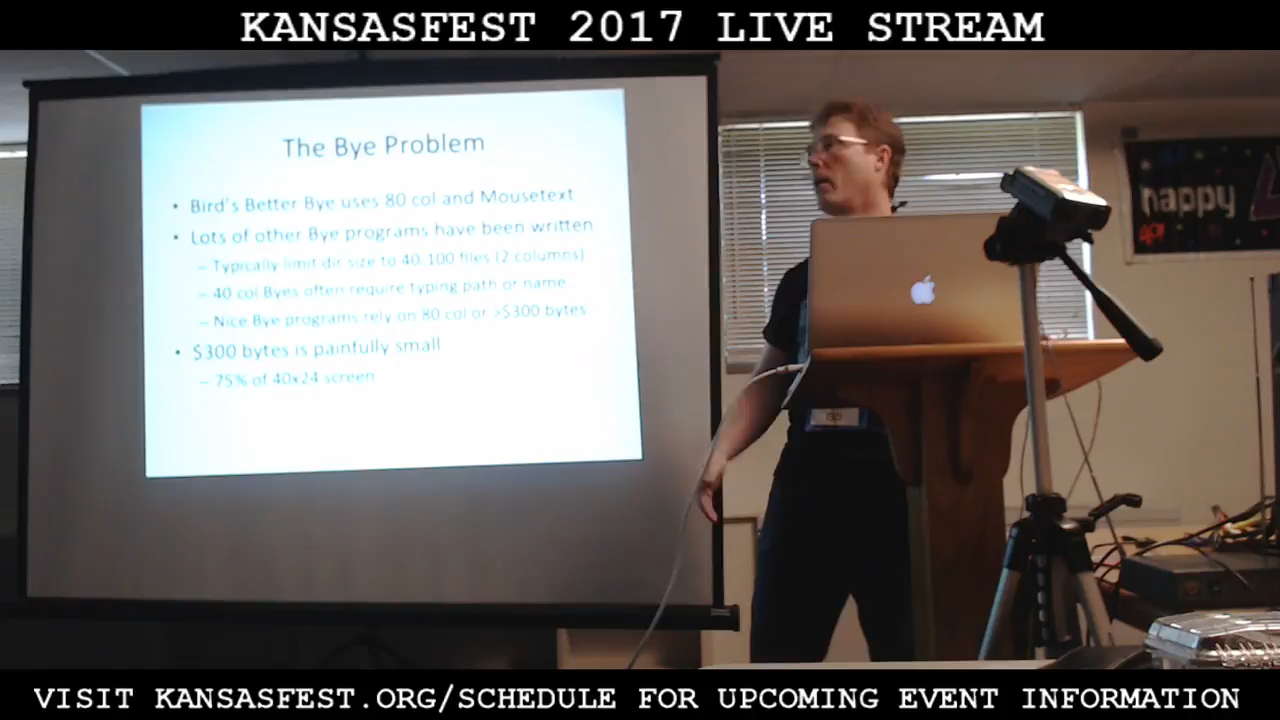 KANSASFEST 2017 LIVE STREAM
The Bye Problem
• Bird's Better Bye uses 80 col and Mousetext
• Lots of other Bye programs have been written
– Typically limit dir size to 40-100 files (2 columns)
– 40 col Byes often require typing path or name
– Nice Bye programs rely on 80 col or >$300 bytes
• $300 bytes is painfully small
– 75% of 40x24 screen
happy
VISIT KANSASFEST.ORG/SCHEDULE FOR UPCOMING EVENT INFORMATION